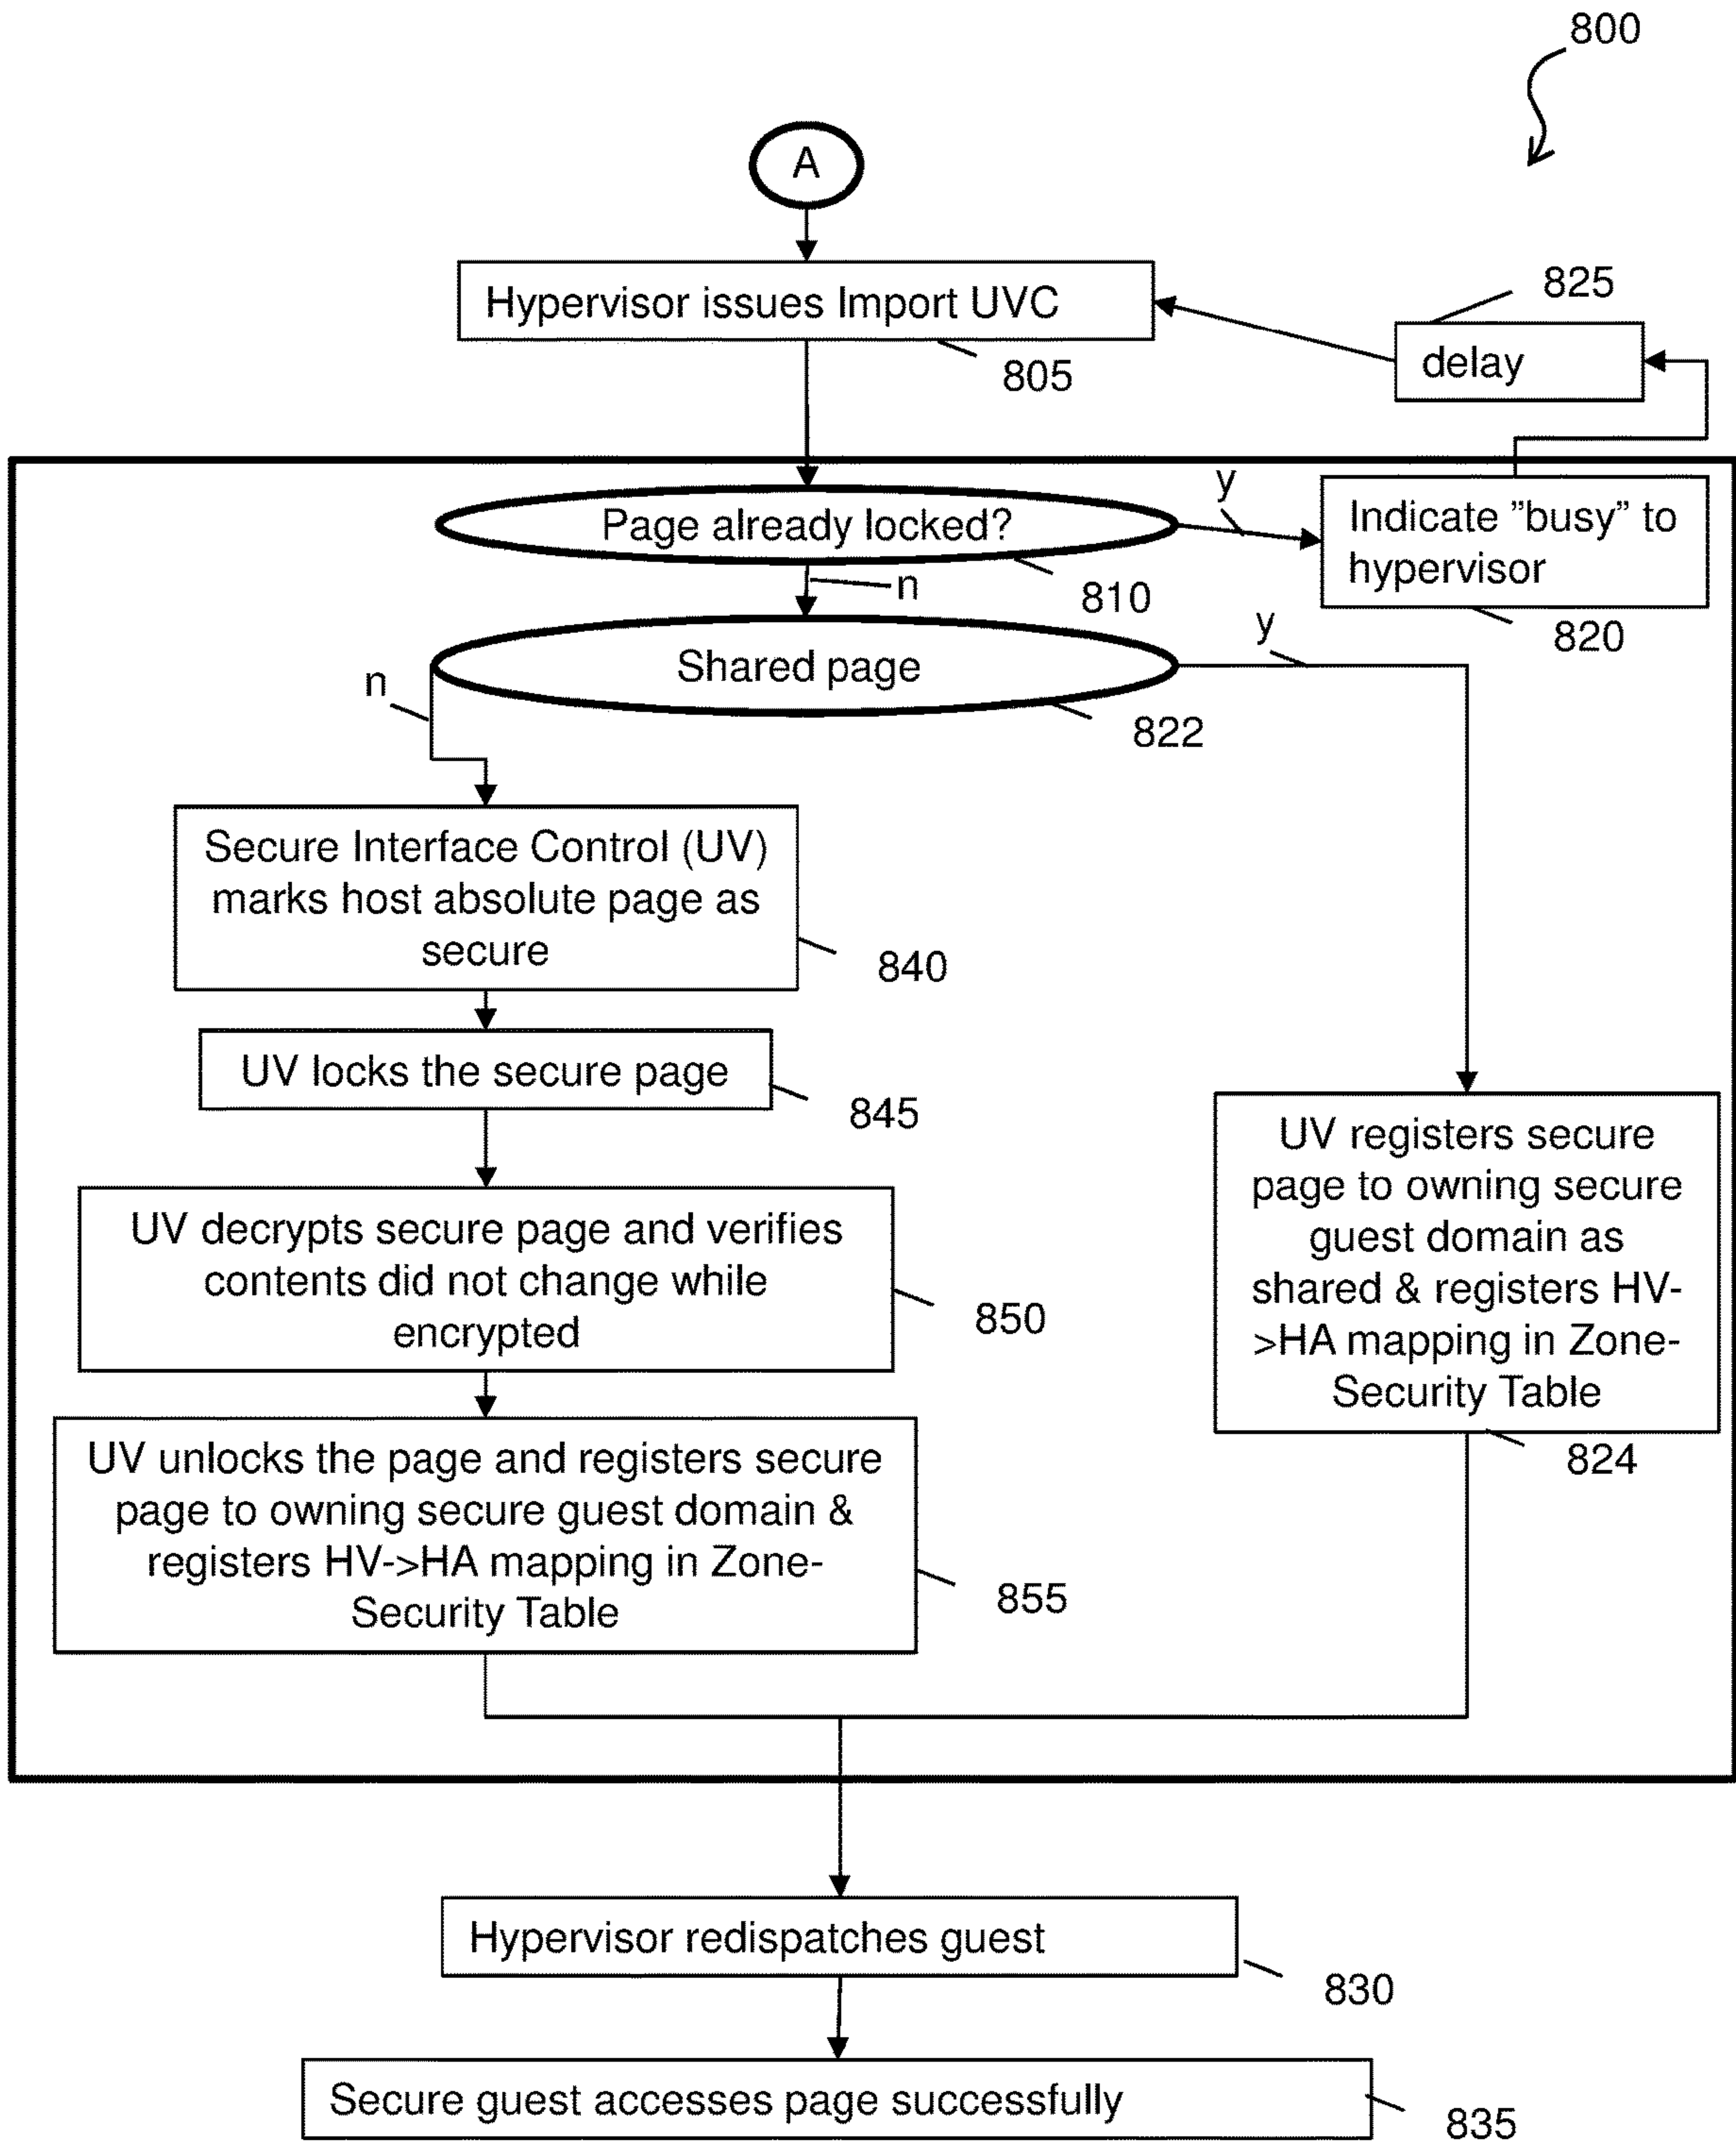 800
A
Hypervisor issues Import UVC
805
825
delay
Page already locked?
810
y
n
Indicate ”busy” to
hypervisor
820
Shared page
822
n
y
Secure Interface Control (UV)
marks host absolute page as
secure
840
UV locks the secure page
845
UV decrypts secure page and verifies
contents did not change while
encrypted
850
UV unlocks the page and registers secure
page to owning secure guest domain &
registers HV->HA mapping in Zone-
Security Table
855
UV registers secure
page to owning secure
guest domain as
shared & registers HV-
>HA mapping in Zone-
Security Table
824
Hypervisor redispatches guest
830
Secure guest accesses page successfully
835